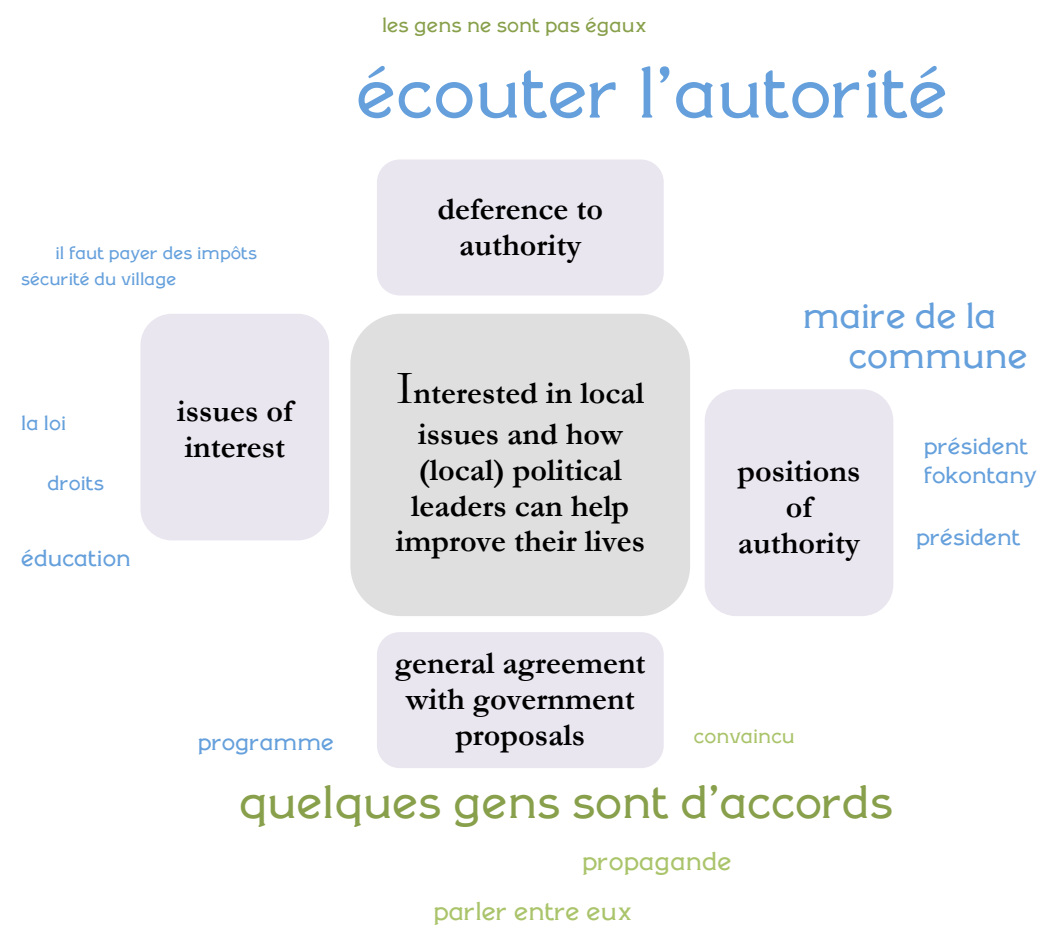 les gens ne sont pas égaux
écouter l’autorité
deference to
authority
il faut payer des impôts
sécurité du village
issues of
interest
la loi
droits
éducation
Interested in local
issues and how
(local) political
leaders can help
improve their lives
maire de la
commune
positions
of
authority
président
fokontany
président
general agreement
with government
proposals
programme
convaincu
quelques gens sont d’accords
propagande
parler entre eux